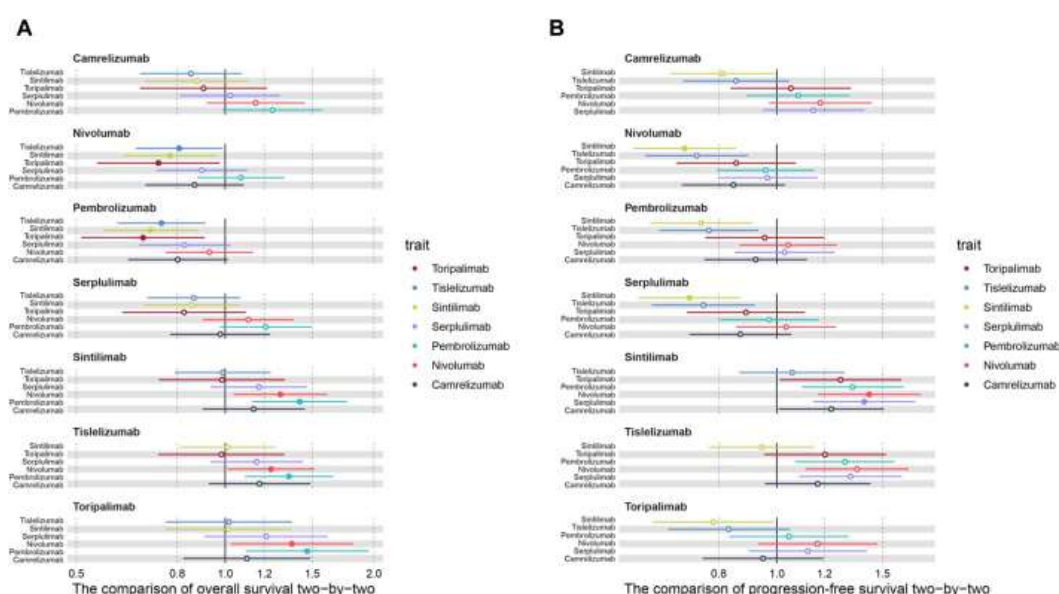 A
Camrelizumab
Tislelizumab
Sintilimab
Toripalimab
Serplulimab
Nivolumab
Pembrolizumab
Nivolumab
Tislelizumab
Sintilimab
Toripalimab
Serplulimab
Pembrolizumab
Camrelizumab
Pembrolizumab
Tislelizumab
Sintilimab
Toripalimab
Serplulimab
Nivolumab
Camrelizumab
Serplulimab
Tislelizumab
Sintilimab
Toripalimab
Nivolumab
Pembrolizumab
Camrelizumab
Sintilimab
Tislelizumab
Toripalimab
Serplulimab
Nivolumab
Pembrolizumab
Camrelizumab
Tislelizumab
Sintilimab
Toripalimab
Serplulimab
Nivolumab
Pembrolizumab
Camrelizumab
Toripalimab
Tislelizumab
Sintilimab
Serplulimab
Nivolumab
Pembrolizumab
Camrelizumab
0.5 0.8 1.0 1.2 1.5 2.0
The comparison of overall survival two−by−two
trait
Toripalimab
Tislelizumab
Sintilimab
Serplulimab
Pembrolizumab
Nivolumab
Camrelizumab
B
Camrelizumab
Sintilimab
Tislelizumab
Toripalimab
Pembrolizumab
Nivolumab
Serplulimab
Nivolumab
Sintilimab
Tislelizumab
Toripalimab
Pembrolizumab
Serplulimab
Camrelizumab
Pembrolizumab
Sintilimab
Tislelizumab
Toripalimab
Nivolumab
Serplulimab
Camrelizumab
Serplulimab
Sintilimab
Tislelizumab
Toripalimab
Pembrolizumab
Nivolumab
Camrelizumab
Sintilimab
Tislelizumab
Toripalimab
Pembrolizumab
Nivolumab
Serplulimab
Camrelizumab
Tislelizumab
Sintilimab
Toripalimab
Pembrolizumab
Nivolumab
Serplulimab
Camrelizumab
Toripalimab
Sintilimab
Tislelizumab
Pembrolizumab
Nivolumab
Serplulimab
Camrelizumab
0.8 1.0 1.2 1.5
The comparison of progression−free survival two−by−two
trait
Toripalimab
Tislelizumab
Sintilimab
Serplulimab
Pembrolizumab
Nivolumab
Camrelizumab